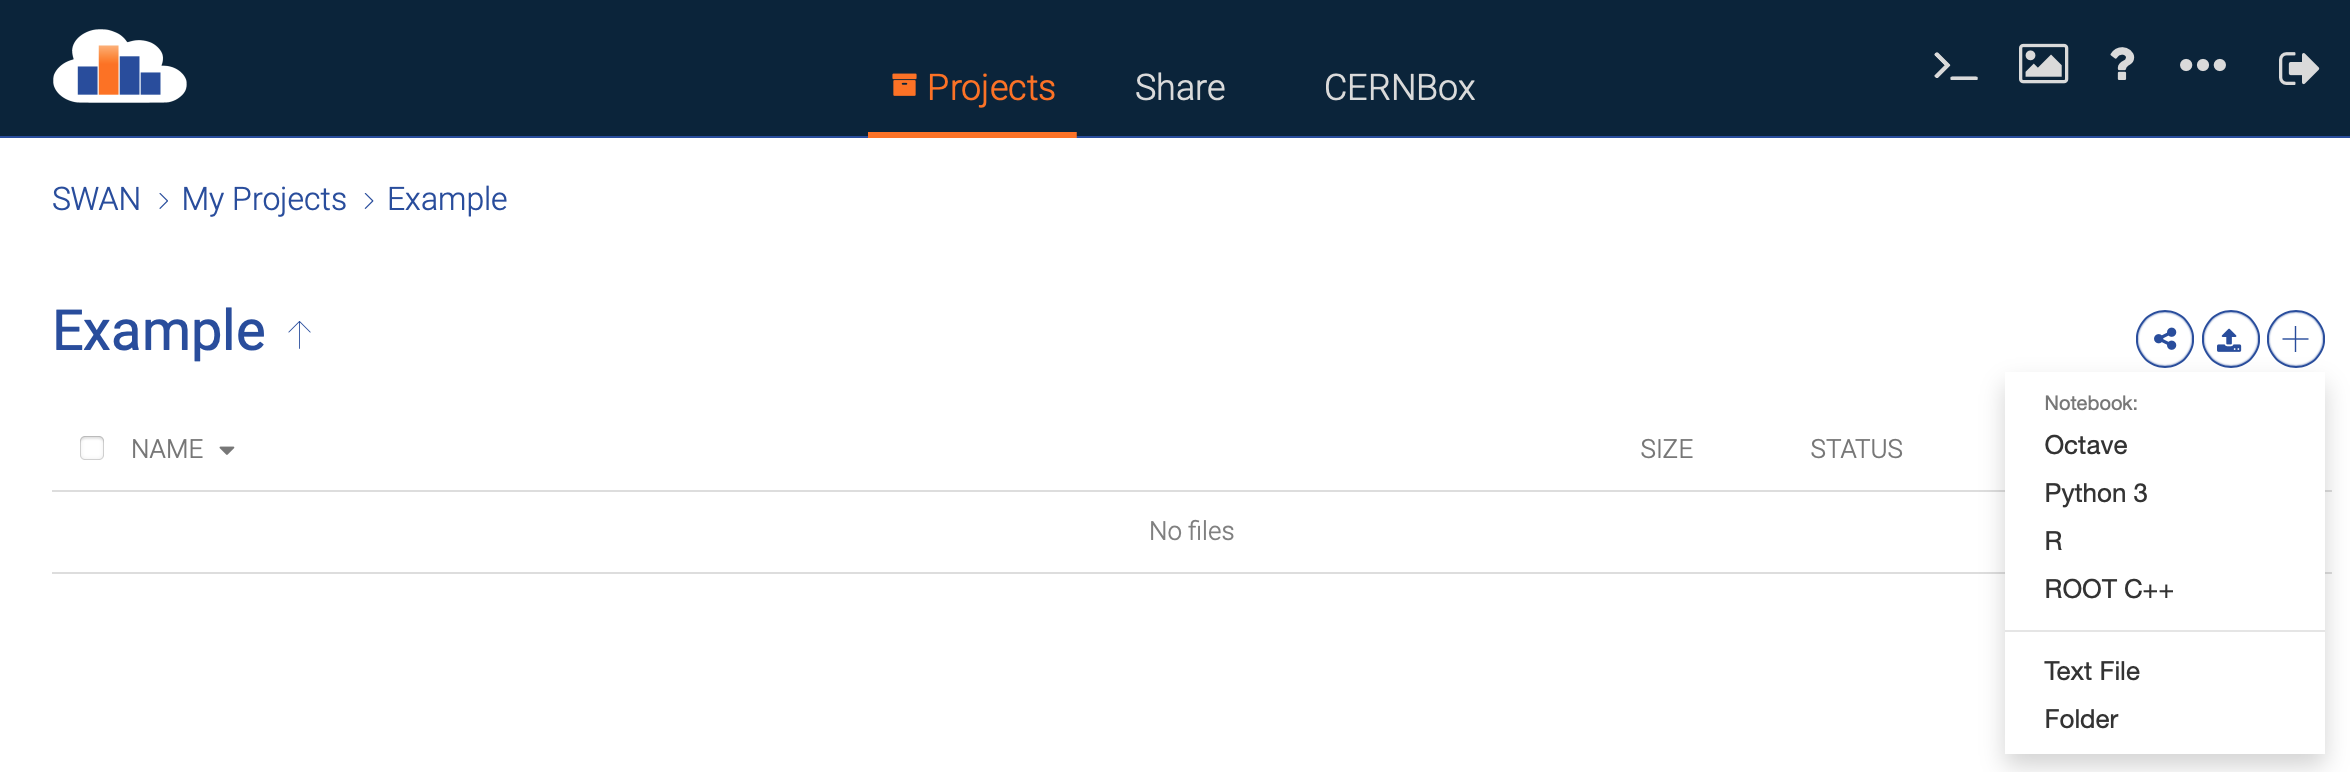 Projects Share CERNBox
SWAN > My Projects > Example
Example
NAME SIZE STATUS
No files
Notebook:
Octave
Python 3
R
ROOT C++
Text File
Folder